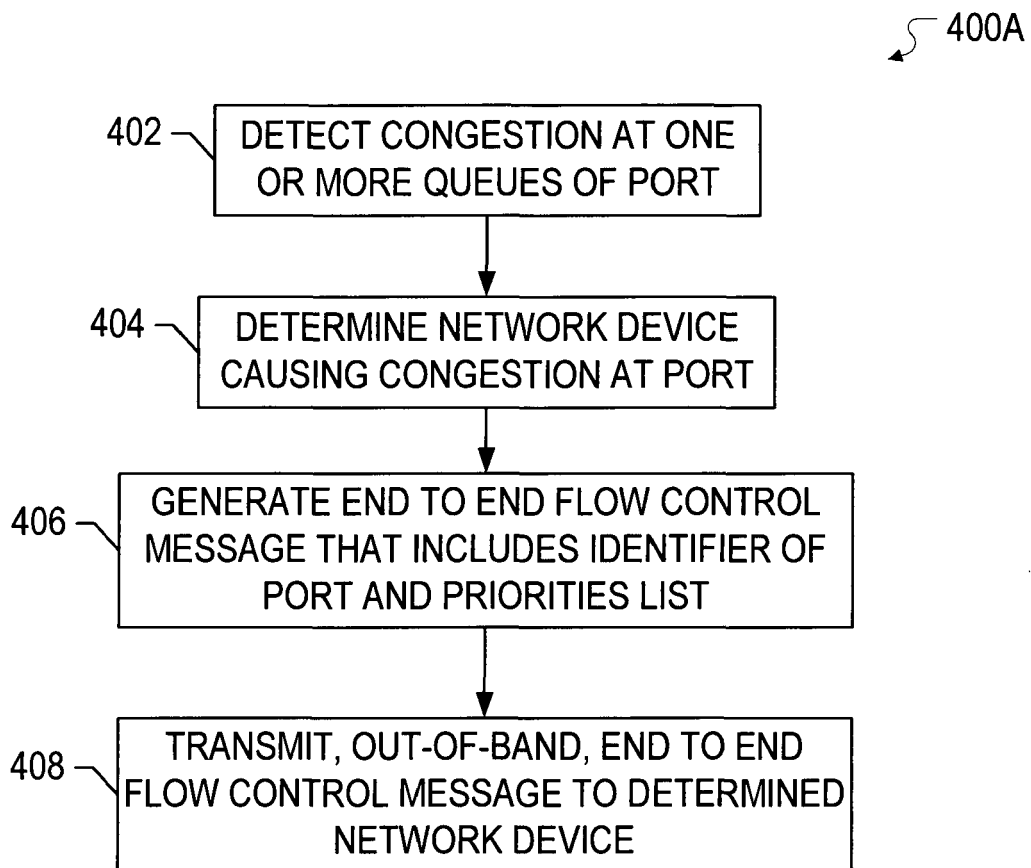 400A
402
DETECT CONGESTION AT ONE
OR MORE QUEUES OF PORT
404
DETERMINE NETWORK DEVICE
CAUSING CONGESTION AT PORT
406
GENERATE END TO END FLOW CONTROL
MESSAGE THAT INCLUDES IDENTIFIER OF
PORT AND PRIORITIES LIST
408
TRANSMIT, OUT-OF-BAND, END TO END
FLOW CONTROL MESSAGE TO DETERMINED
NETWORK DEVICE